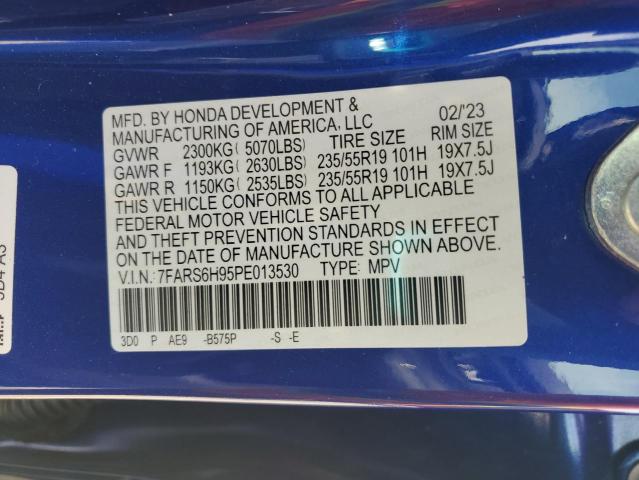 MFD. BY HONDA DEVELOPMENT & 02/'23
MANUFACTURING OF AMERICA, LLC
GVWR 2300KG( 5070LBS) TIRE SIZE RIM SIZE
GAWR F 1193KG( 2630LBS) 235/55R19 101H 19X7.5J
GAWR R 1150KG( 2535LBS) 235/55R19 101H 19X7.5J
THIS VEHICLE CONFORMS TO ALL APPLICABLE
FEDERAL MOTOR VEHICLE SAFETY
AND THEFT PREVENTION STANDARDS IN EFFECT
ON THE DATE OF MANUFACTURE SHOWN ABOVE.
V.I.N.: 7FARS6H95PE013530 TYPE: MPV
3D0 P AE9 -B575P -S -E